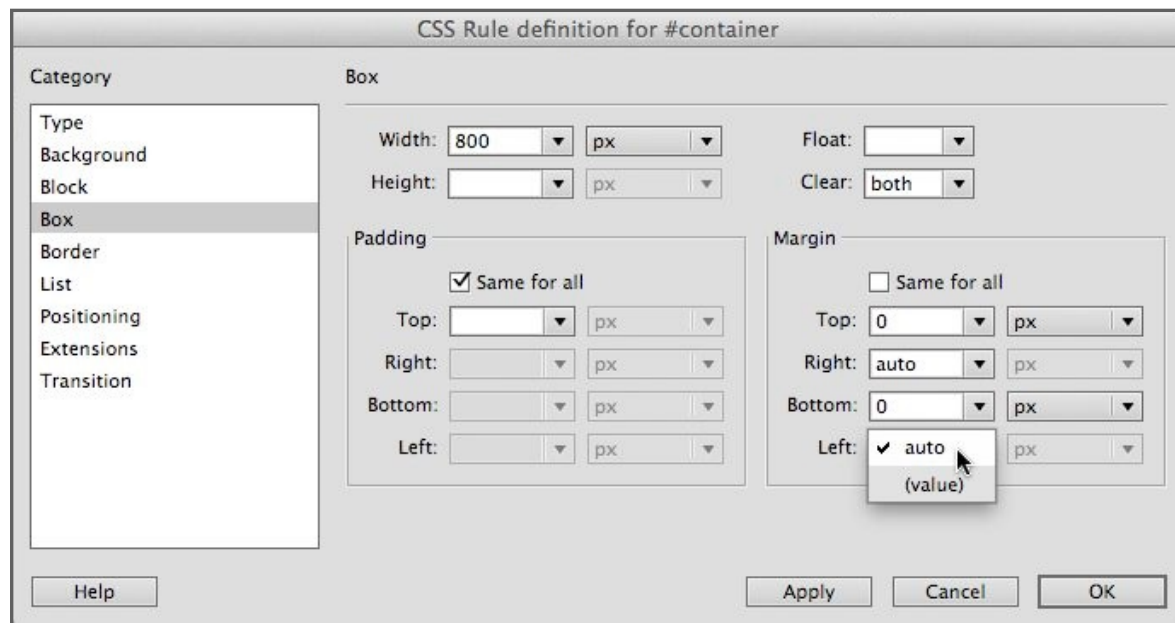 CSS Rule definition for #container
Category
Type
Background
Block
Box
Border
List
Positioning
Extensions
Transition
Box
Width: 800 px Float:
Height: px Clear: both
Padding
Same for all
Top: px
Right: px
Bottom: px
Left: px
Margin
Same for all
Top: 0 px
Right: auto px
Bottom: 0 px
Left: auto px
(value)
Help Apply Cancel OK